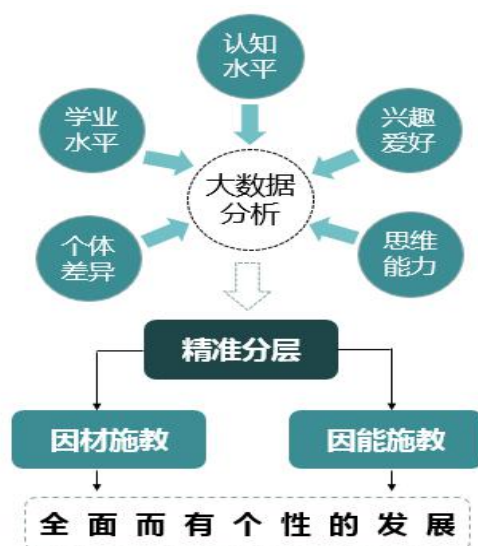 认知
水平
学业
水平
兴趣
爱好
大数据
分析
个体
差异
思维
能力
精准分层
因材施教
因能施教
全面而有个性的发展